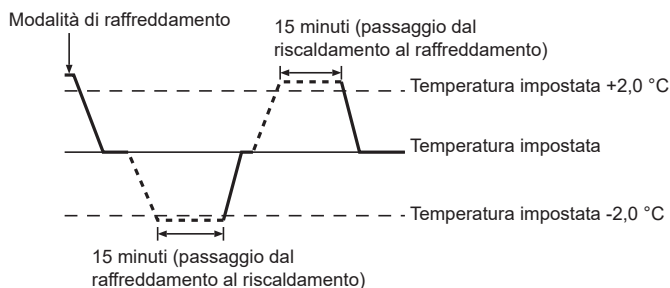 Modalità di raffreddamento
15 minuti (passaggio dal
riscaldamento al raffreddamento)
Temperatura impostata +2,0 °C
Temperatura impostata
Temperatura impostata -2,0 °C
15 minuti (passaggio dal
raffreddamento al riscaldamento)